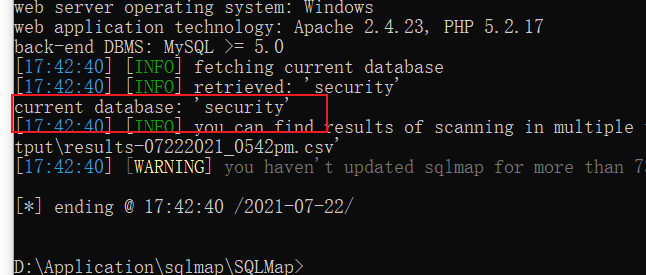 web server operating system: Windows
web application technology: Apache 2.4.23, PHP 5.2.17
back-end DBMS: MySQL >= 5.0
[17:42:40] [INFO] fetching current database
[17:42:40] [INFO] retrieved: 'security'
current database: 'security'
[17:42:40] [INFO] you can find results of scanning in multiple
tput\results-07222021_0542pm.csv'
[17:42:40] [WARNING] you haven't updated sqlmap for more than
[*] ending @ 17:42:40 /2021-07-22/
D:\Application\sqlmap\SQLMap>